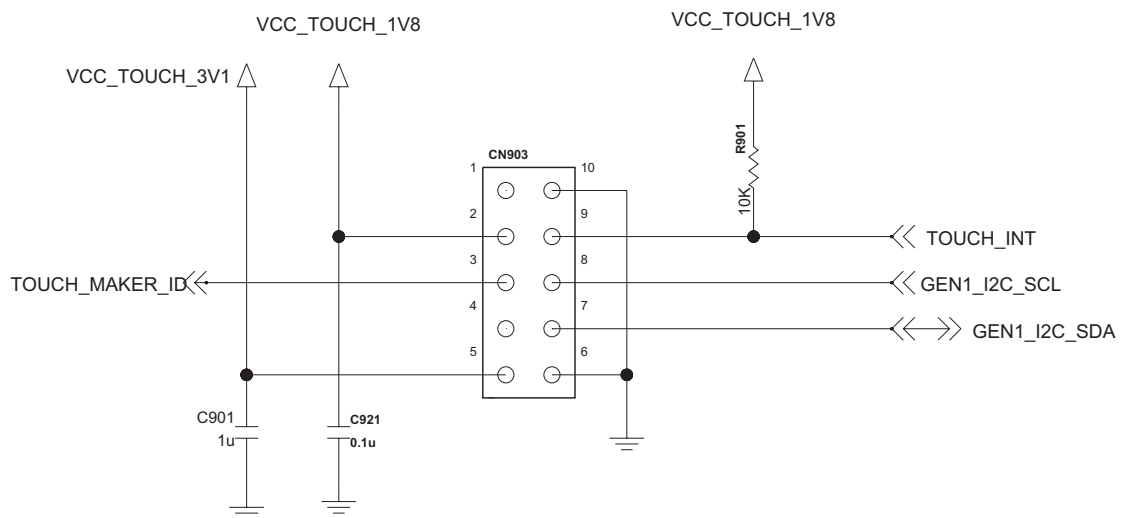 VCC_TOUCH_1V8
VCC_TOUCH_1V8
VCC_TOUCH_3V1
R901
10K
CN903
1
10
2
9
TOUCH_INT
3
8
TOUCH_MAKER_ID
GEN1_I2C_SCL
4
7
GEN1_I2C_SDA
5
6
C901
1u
C921
0.1u